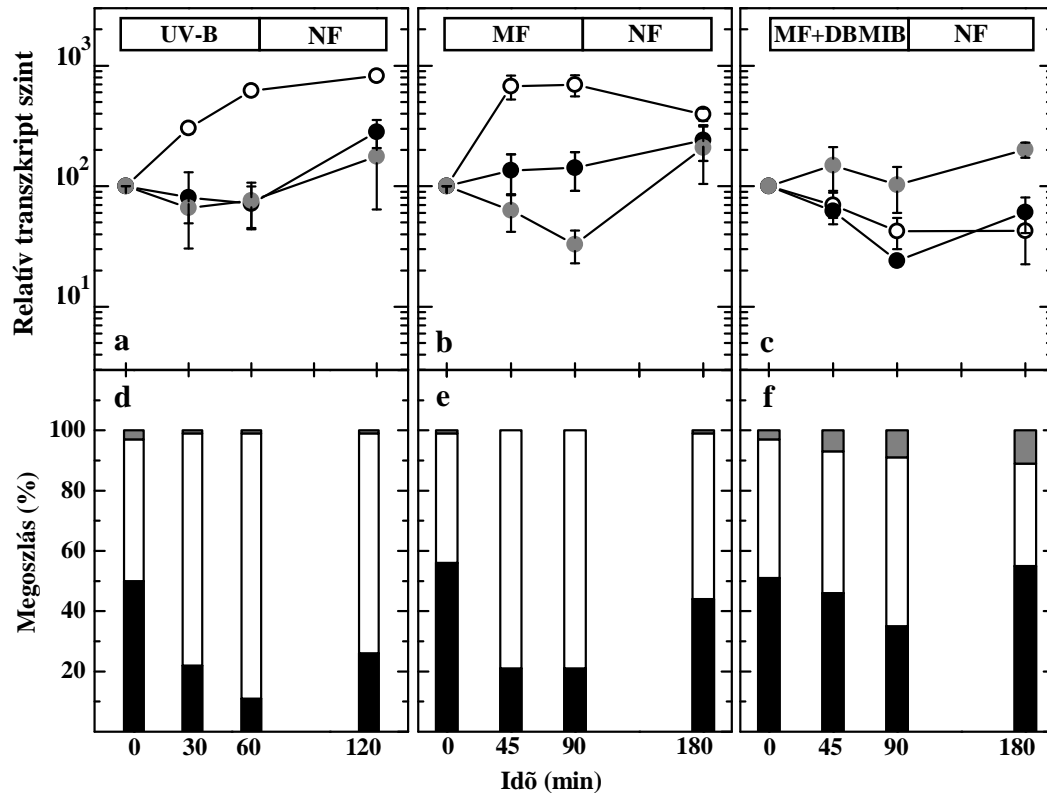 UV-B NF MF NF MF+DBMIB NF
Relatív transzkript szint
10³
10²
10¹
a b c
d e f
Megoszlás (%)
100
80
60
40
20
0 30 60 120 0 45 90 180 0 45 90 180
Idõ (min)